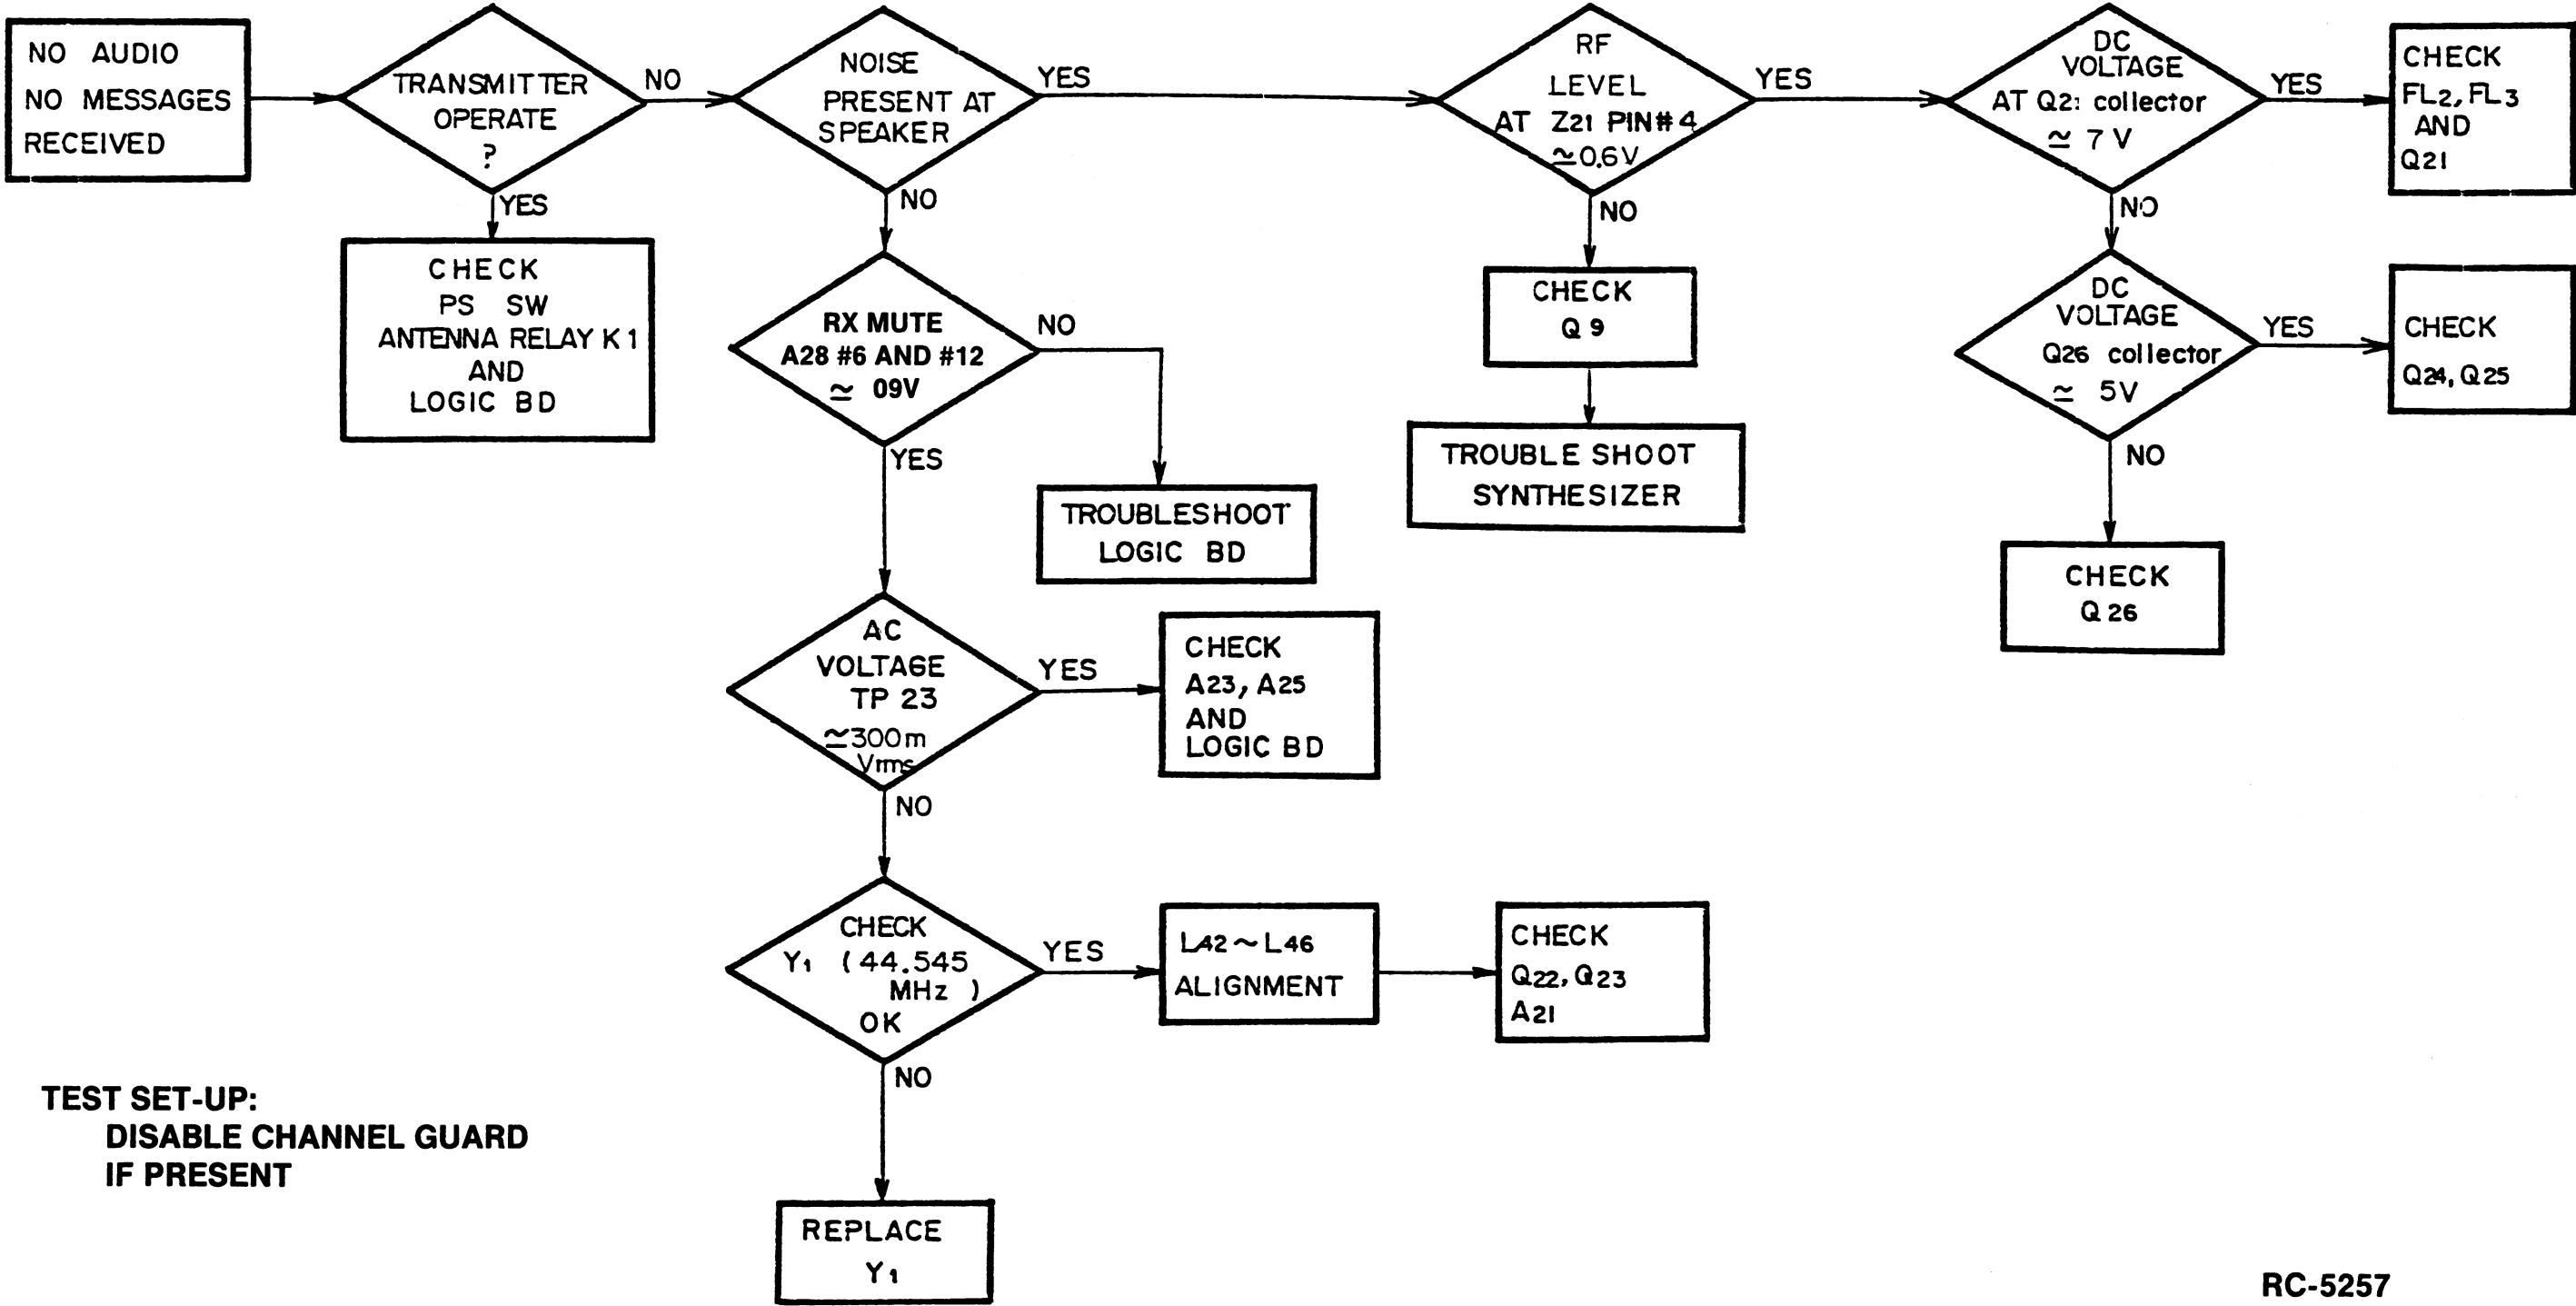 NO AUDIO
NO MESSAGES
RECEIVED
TRANSMITTER
OPERATE
?
NO
YES
CHECK
PS SW
ANTENNA RELAY K1
AND
LOGIC BD
NOISE
PRESENT AT
SPEAKER
YES
NO
RX MUTE
A28 #6 AND #12
≃ 09V
NO
YES
TROUBLESHOOT
LOGIC BD
AC
VOLTAGE
TP 23
≃300m
Vrms
YES
NO
CHECK
A23, A25
AND
LOGIC BD
CHECK
Y1 (44.545
MHz )
OK
YES
NO
L42~L46
ALIGNMENT
CHECK
Q22, Q23
A21
REPLACE
Y1
RF
LEVEL
AT Z21 PIN#4
≃0.6V
YES
NO
CHECK
Q9
TROUBLE SHOOT
SYNTHESIZER
DC
VOLTAGE
AT collector
≃ 7V
YES
NO
CHECK
FL2, FL3
AND
Q21
DC
VOLTAGE
Q26 collector
≃ 5V
YES
NO
CHECK
Q24, Q25
CHECK
Q26
TEST SET-UP:
DISABLE CHANNEL GUARD
IF PRESENT
RC-5257